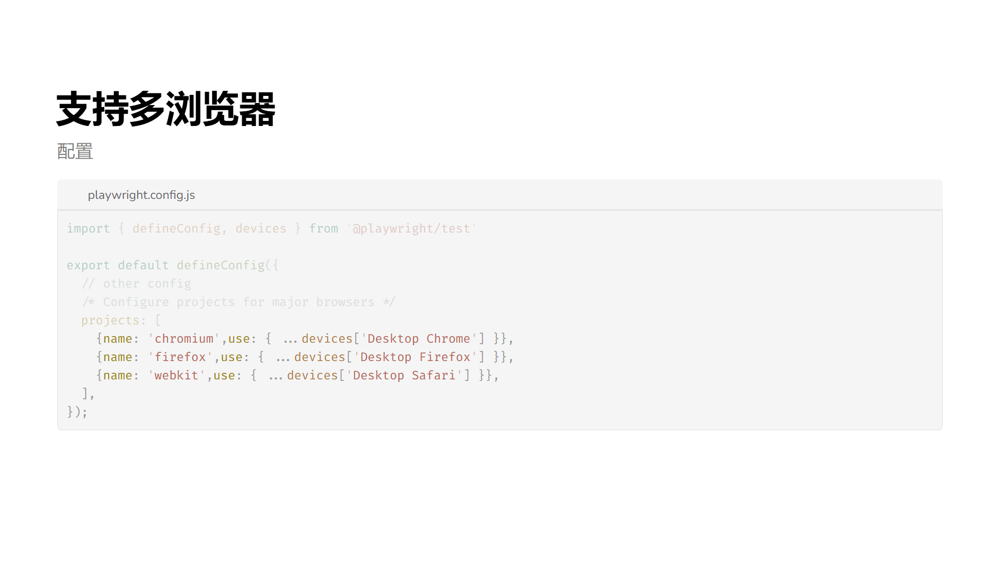 支持多浏览器
配置
playwright.config.js
import { defineConfig, devices } from '@playwright/test'
export default defineConfig({
  // other config
  /* Configure projects for major browsers */
  projects: [
    {name: 'chromium',use: { ...devices['Desktop Chrome'] }},
    {name: 'firefox',use: { ...devices['Desktop Firefox'] }},
    {name: 'webkit',use: { ...devices['Desktop Safari'] }},
  ],
});